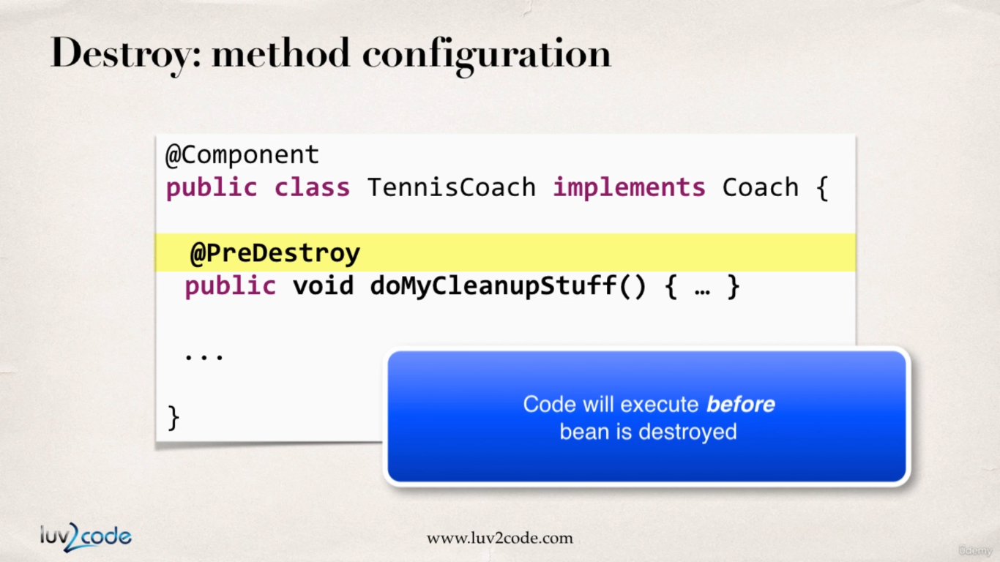 Destroy: method configuration
@Component
public class TennisCoach implements Coach {
@PreDestroy
public void doMyCleanupStuff() { … }
...
}
Code will execute before
bean is destroyed
luv2code
www.luv2code.com
ûdemy